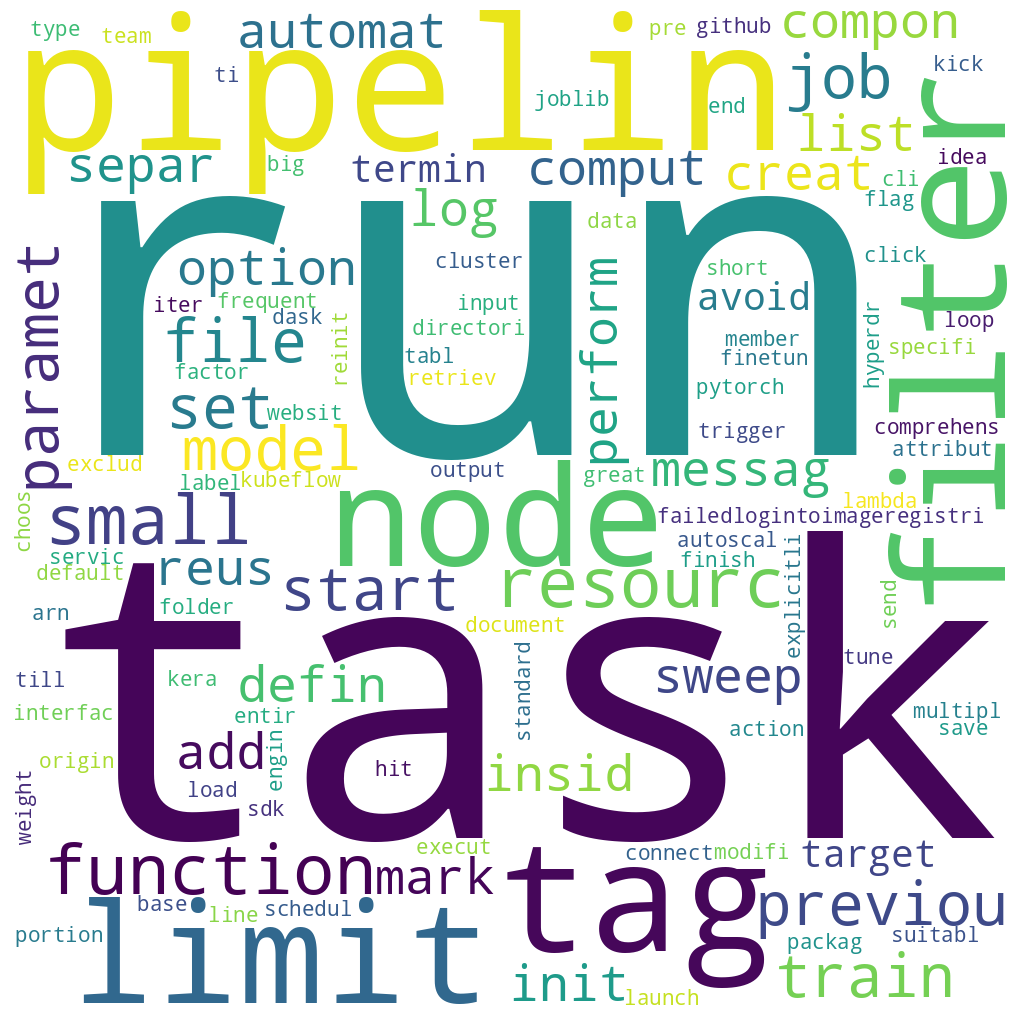 type
team
automat
pre
github
compon
pipelin
ti
joblib
end
job
kick
list
filter
separ
big
termin
comput
creat
idea
cli
flag
run
log
data
paramet
option
cluster
perform
short
avoid
click
iter
frequent
input
dask
directori
file
reinit
member
finetun
hyperdr
loop
specifi
tabl
factor
retriev
pytorch
set
websit
trigger
comprehens
attribut
model
exclud
label
kubeflow
output
node
great
messag
lambda
choos
small
failedlogintoimageregistri
servic
default
reus
start
resourc
autoscal
finish
explicitli
send
arn
folder
task
document
till
kera
defin
standard
sweep
tune
interfac
entir
multipl
save
action
origin
add
engin
hit
insid
weight
load
sdk
function
mark
execut
tag
connect
modifi
target
limit
base
line
schedul
previou
portion
packag
suitabl
init
launch
train